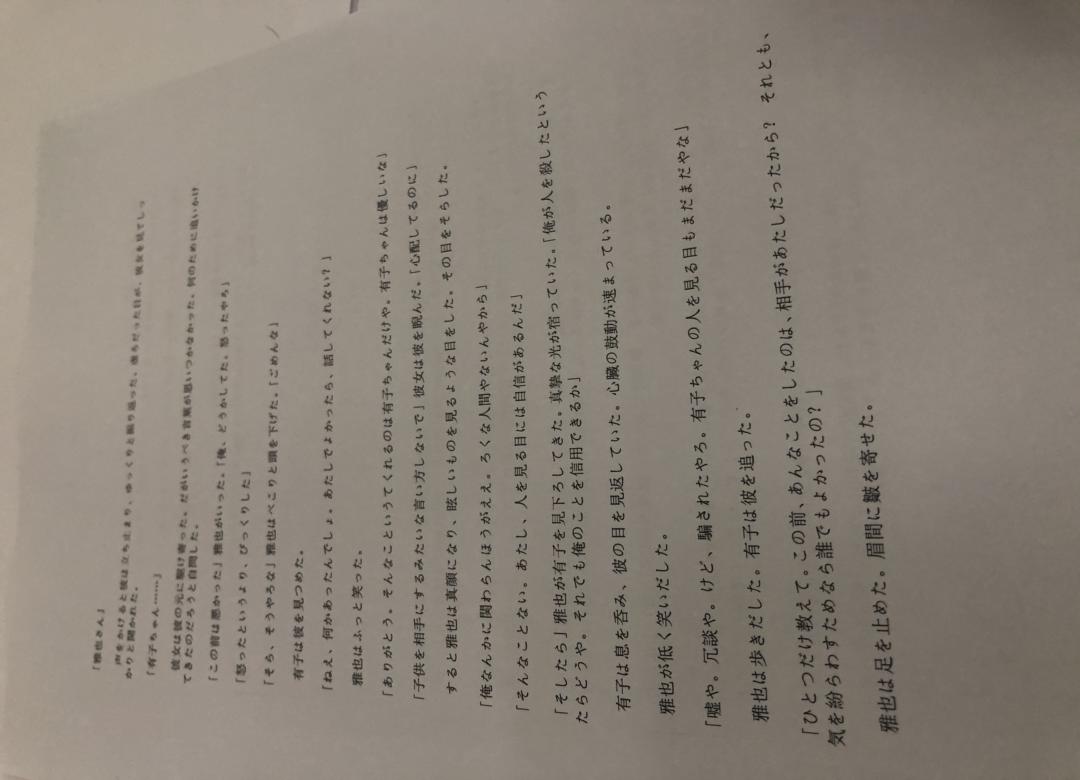 「雅也さん」
声をかけると彼は立ち止まり、ゆっくりと振り返った。虚ろだった目が、彼女を見てしっ
かりと開かれた。
「有子ちゃん……」
彼女は彼の元に駆け寄った。だがいうべき言葉が思いつかなかった。何のために追いかけ
てきたのだろうと自問した。
「この前は悪かった」雅也がいった。「俺、どうかしてた。怒ったやろ」
「怒ったというより、びっくりした」
「そら、そうやろな」雅也はぺこりと頭を下げた。「ごめんな」
有子は彼を見つめた。
「ねえ、何かあったんでしょ。あたしでよかったら、話してくれない?」
雅也はふっと笑った。
「ありがとう。そんなこというてくれるのは有子ちゃんだけや。有子ちゃんは優しいな」
「子供を相手にするみたいな言い方しないで」彼女は彼を睨んだ。「心配してるのに」
すると雅也は真顔になり、眩しいものを見るような目をした。その目をそらした。
「俺なんかに関わらんほうがええ。ろくな人間やないんやから」
「そんなことない。あたし、人を見る目には自信があるんだ」
「そしたら」雅也が有子を見下ろしてきた。真摯な光が宿っていた。「俺が人を殺したという
たらどうや。それでも俺のことを信用できるか」
有子は息を呑み、彼の目を見返していた。心臓の鼓動が速まっている。
雅也が低く笑いだした。
「嘘や。冗談や。けど、騙されたやろ。有子ちゃんの人を見る目もまだまだやな」
雅也は歩きだした。有子は彼を追った。
「ひとつだけ教えて。この前、あんなことをしたのは、相手があたしだったから? それとも、
気を紛らわすためなら誰でもよかったの?」
雅也は足を止めた。眉間に皺を寄せた。